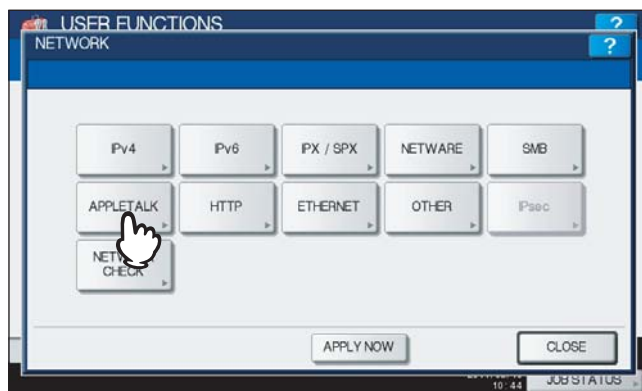 USER FUNCTIONS
?
NETWORK
?
IPv4
IPv6
IPX / SPX
NETWARE
SMB
APPLETALK
HTTP
ETHERNET
OTHER
IPsec
CHECK
APPLY NOW
CLOSE
10:44
JOB STATUS